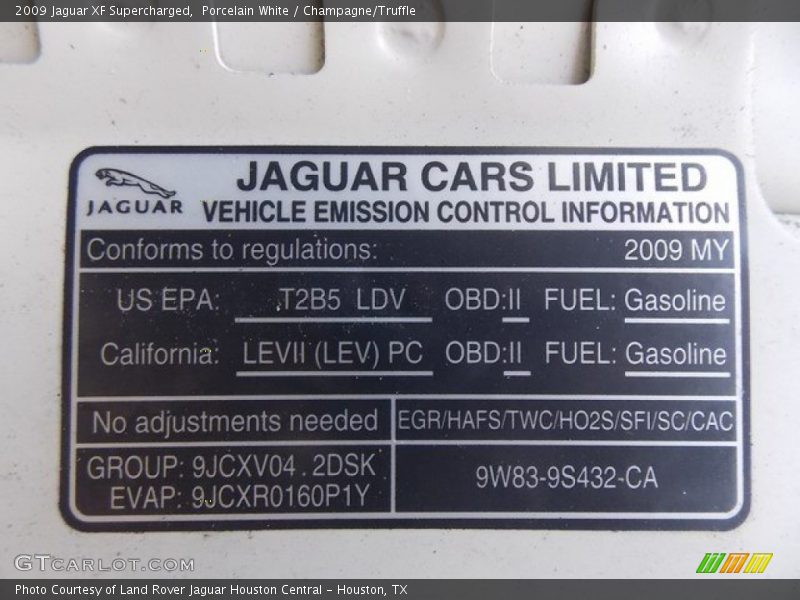 2009 Jaguar XF Supercharged, Porcelain White / Champagne/Truffle
JAGUAR CARS LIMITED
JAGUAR
VEHICLE EMISSION CONTROL INFORMATION
Conforms to regulations: 2009 MY
US EPA: T2B5 LDV OBD:II FUEL: Gasoline
California: LEVII (LEV) PC OBD:II FUEL: Gasoline
No adjustments needed EGR/HAFS/TWC/HO2S/SFI/SC/CAC
GROUP: 9JCXV04.2DSK
EVAP: 9JCXR0160P1Y
9W83-9S432-CA
GTCARLOT.COM
Photo Courtesy of Land Rover Jaguar Houston Central - Houston, TX